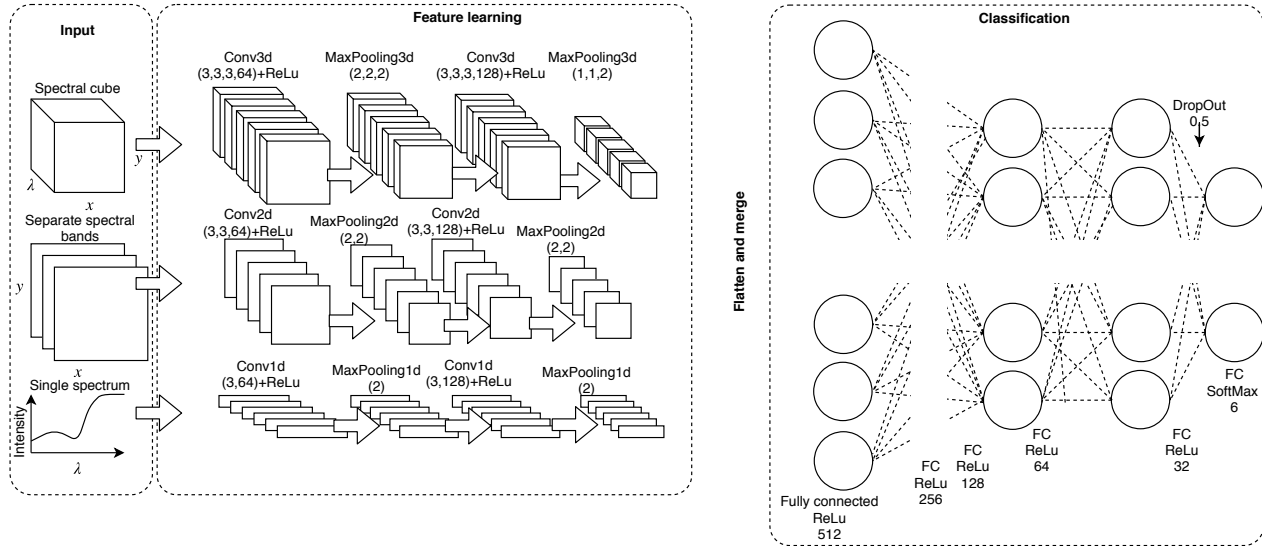 Input
Spectral cube
y
λ
x
Separate spectral
bands
y
x
Single spectrum
Intensity
λ
Feature learning
Conv3d
(3,3,3,64)+ReLu
MaxPooling3d
(2,2,2)
Conv3d
(3,3,3,128)+ReLu
MaxPooling3d
(1,1,2)
Conv2d
(3,3,64)+ReLu
MaxPooling2d
(2,2)
Conv2d
(3,3,128)+ReLu
MaxPooling2d
(2,2)
Conv1d
(3,64)+ReLu
MaxPooling1d
(2)
Conv1d
(3,128)+ReLu
MaxPooling1d
(2)
Flatten and merge
Classification
DropOut
0,5
Fully connected
ReLu
512
FC
ReLu
256
FC
ReLu
128
FC
ReLu
64
FC
ReLu
32
FC
SoftMax
6